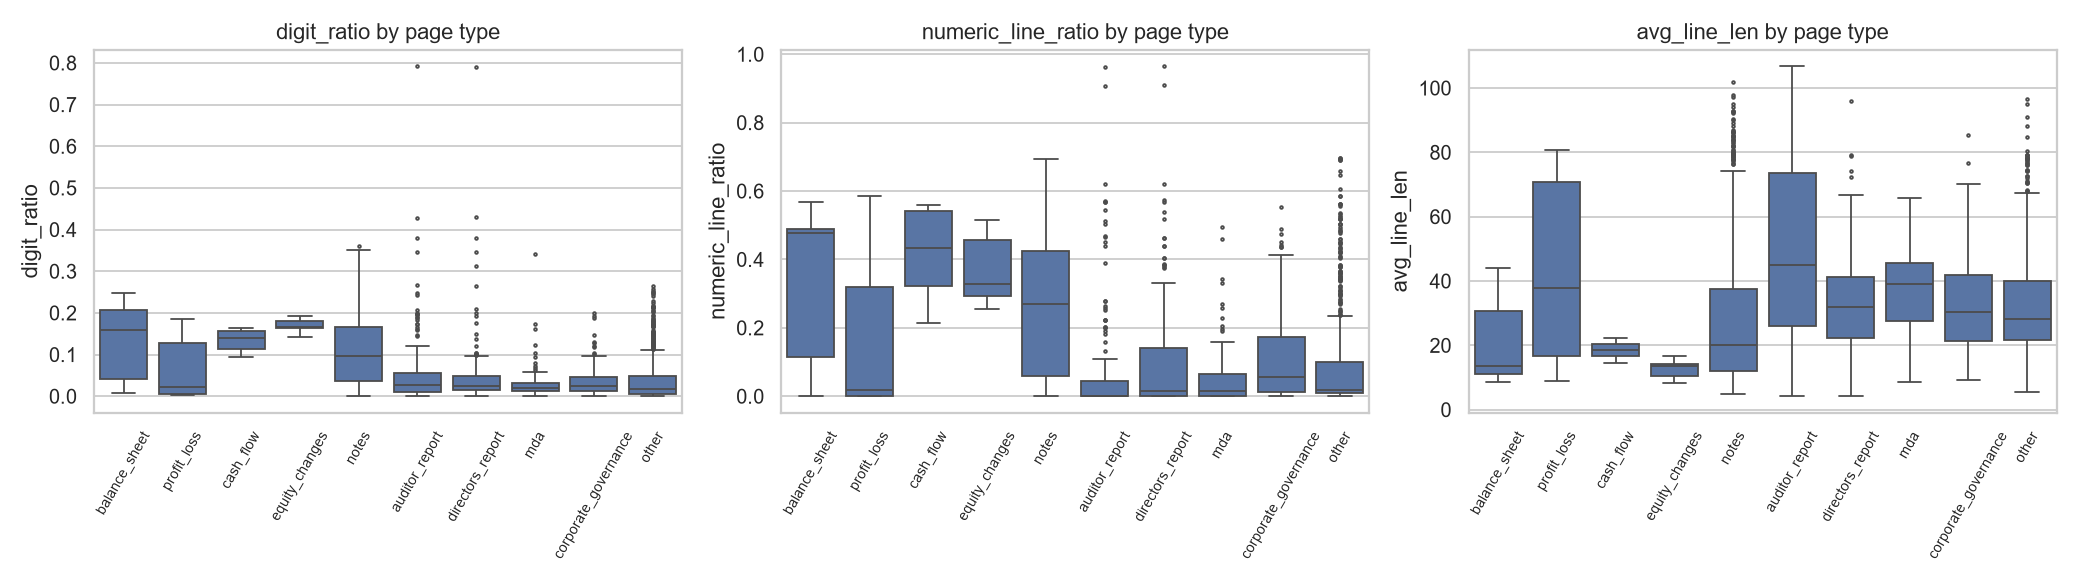 digit_ratio by page type
digit_ratio
0.8
0.7
0.6
0.5
0.4
0.3
0.2
0.1
0.0
balance_sheet
profit_loss
cash_flow
equity_changes
notes
auditor_report
directors_report
mda
corporate_governance
other
numeric_line_ratio by page type
numeric_line_ratio
1.0
0.8
0.6
0.4
0.2
0.0
balance_sheet
profit_loss
cash_flow
equity_changes
notes
auditor_report
directors_report
mda
corporate_governance
other
avg_line_len by page type
avg_line_len
100
80
60
40
20
0
balance_sheet
profit_loss
cash_flow
equity_changes
notes
auditor_report
directors_report
mda
corporate_governance
other